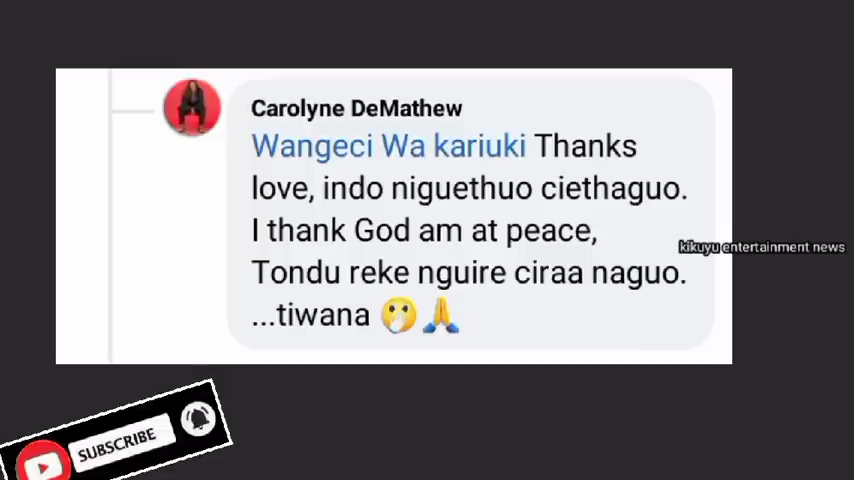 Carolyne DeMathew
Wangeci Wa kariuki Thanks
love, indo niguethuo ciethaguo.
I thank God am at peace,
Tondu reke nguire ciraa naguo.
...tiwana 🤭🙏
kikuyu entertainment news
SUBSCRIBE